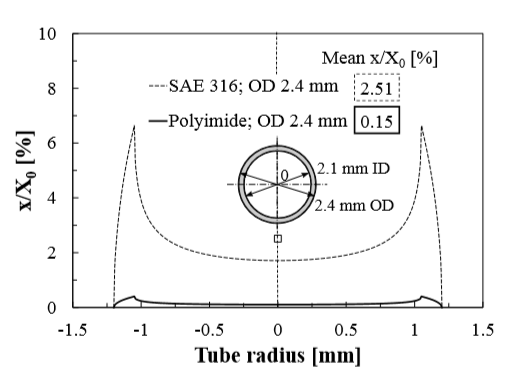 10
8
6
4
2
0
x/X0 [%]
Mean x/X0 [%]
SAE 316; OD 2.4 mm 2.51
Polyimide; OD 2.4 mm 0.15
0
2.1 mm ID
2.4 mm OD
-1.5 -1 -0.5 0 0.5 1 1.5
Tube radius [mm]